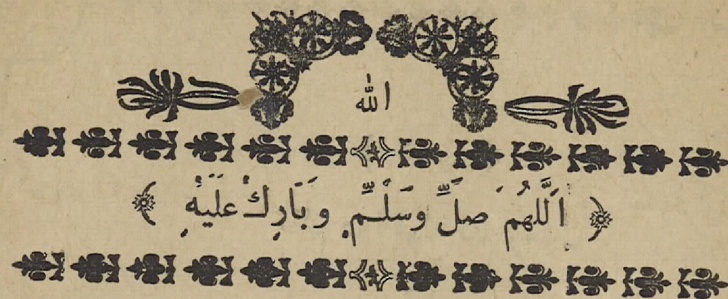 الله
﴿ اَللّٰهُمَّ صَلِّ وَسَلِّمْ وَبَارِكْ عَلَيْهِ ﴾